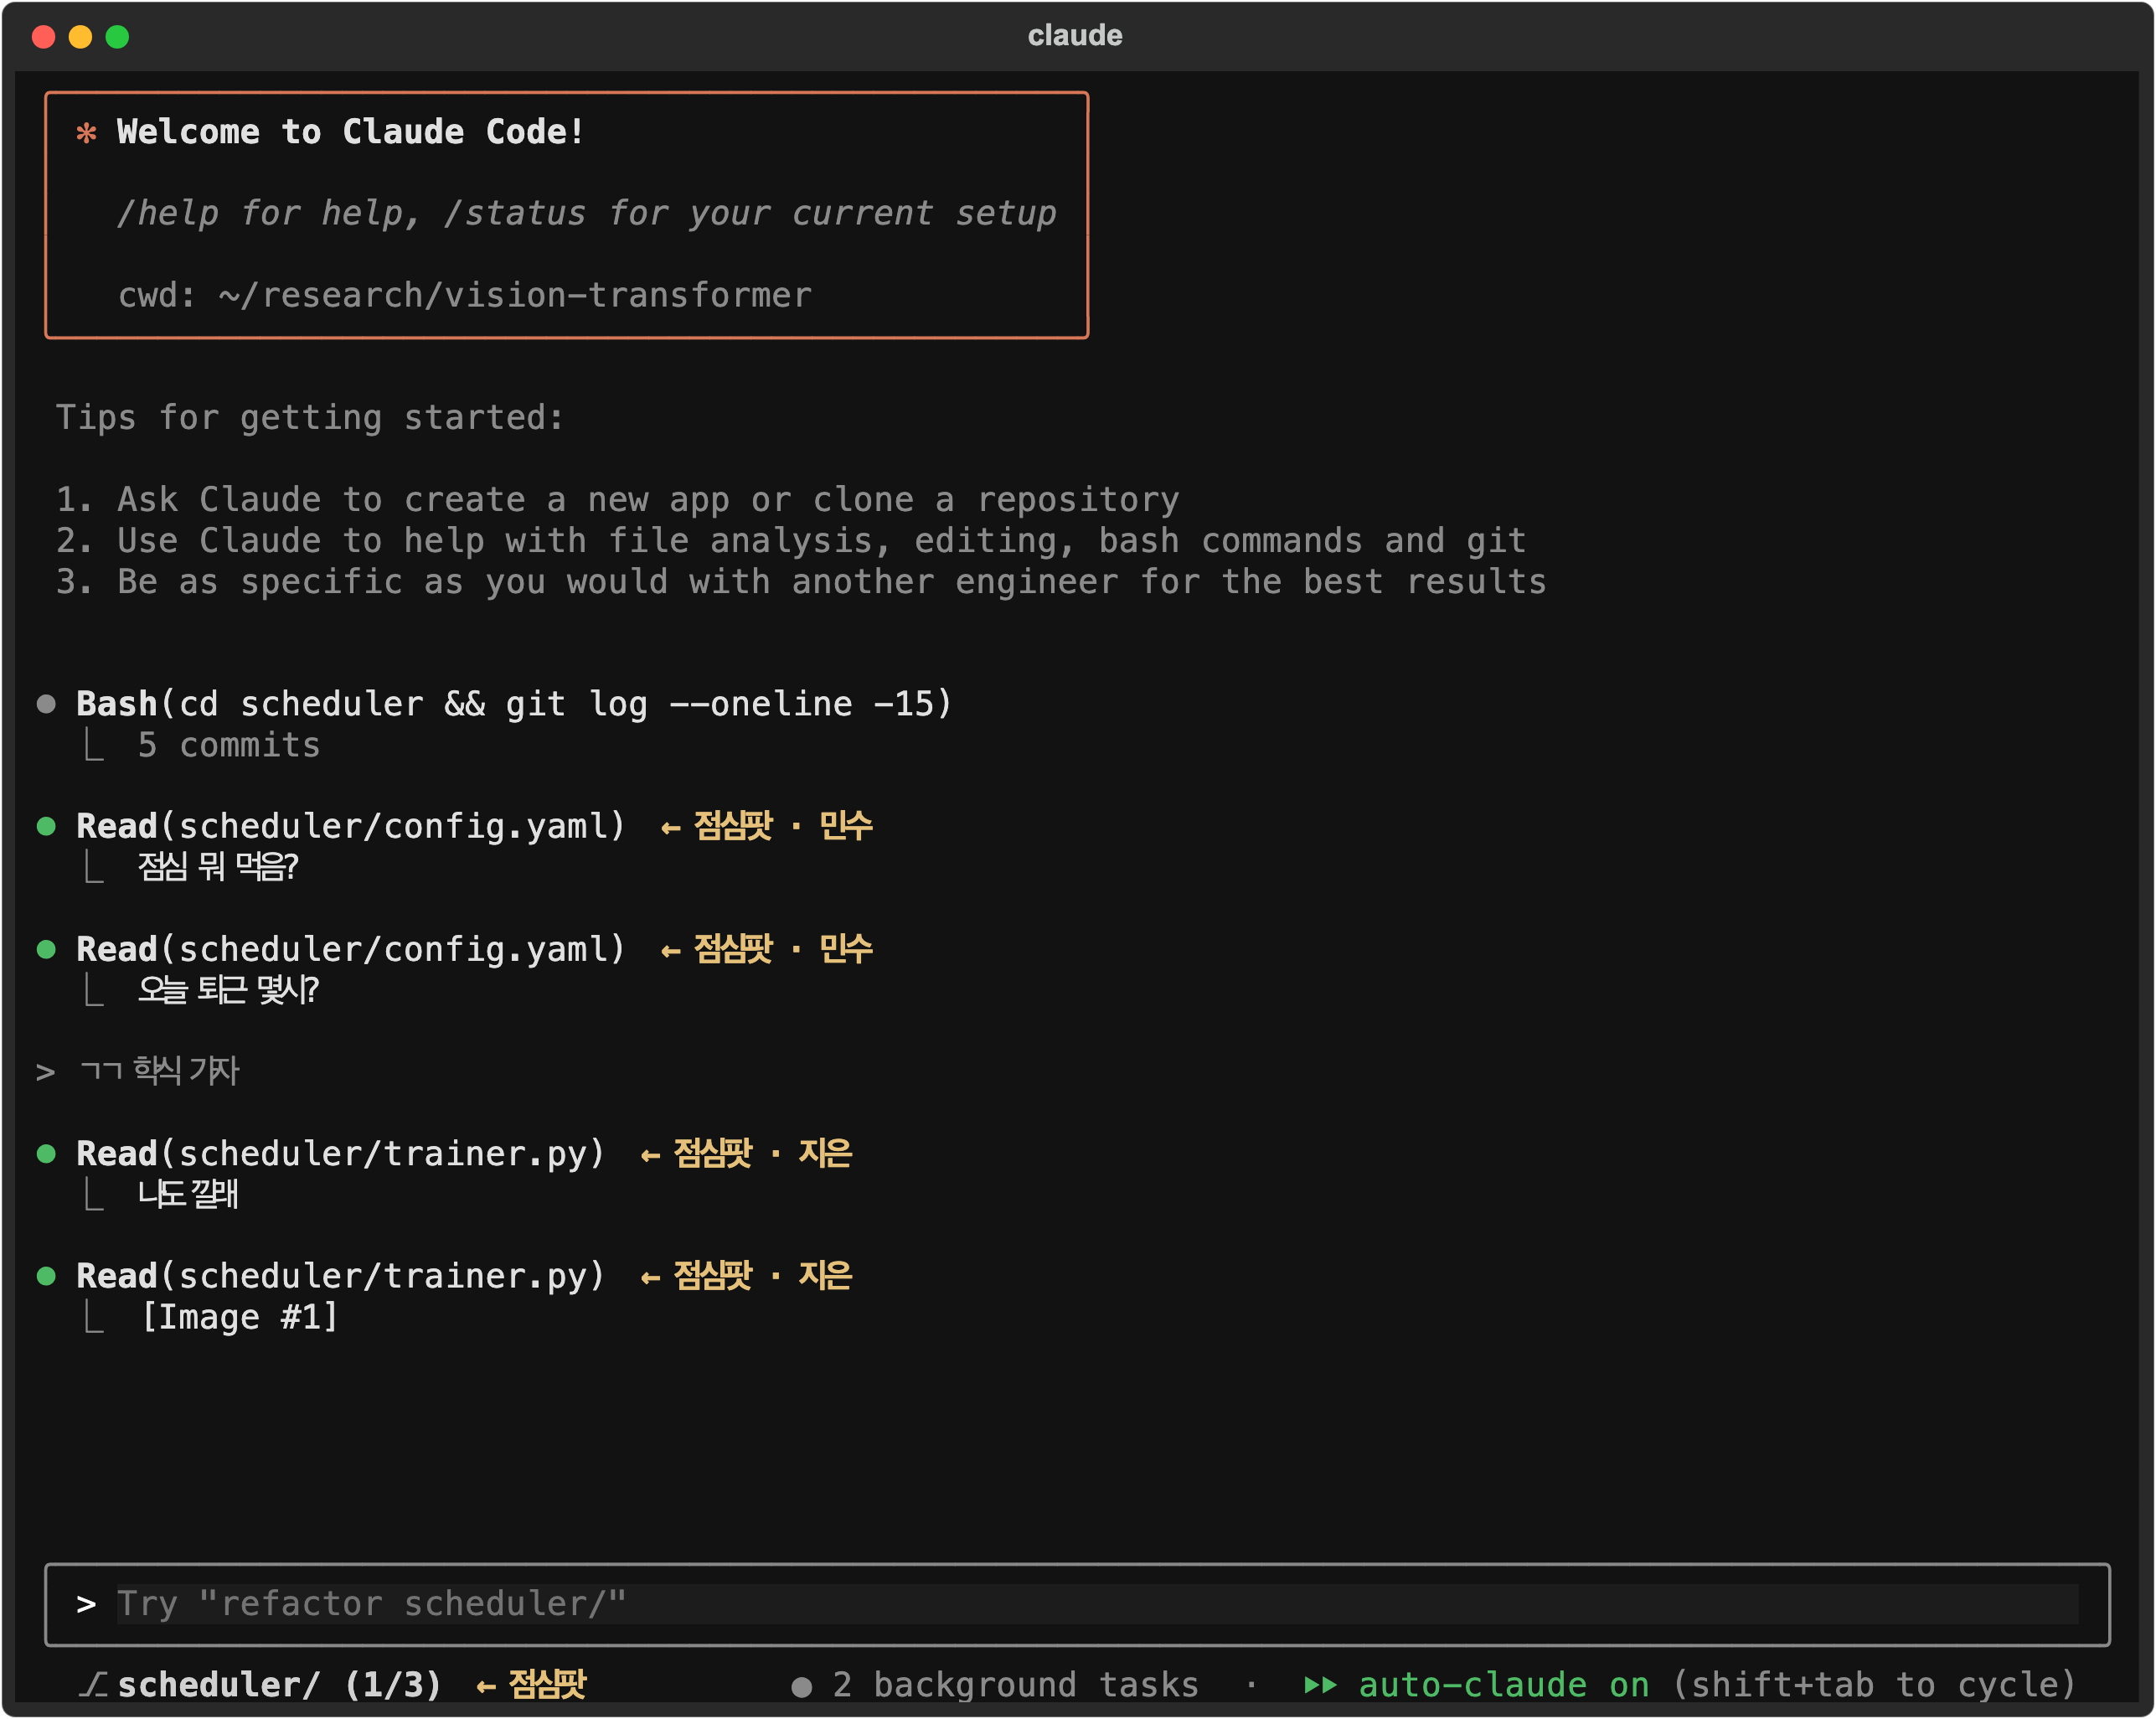 claude
✻ Welcome to Claude Code!
/help for help, /status for your current setup
cwd: ~/research/vision-transformer
Tips for getting started:
1. Ask Claude to create a new app or clone a repository
2. Use Claude to help with file analysis, editing, bash commands and git
3. Be as specific as you would with another engineer for the best results
● Bash(cd scheduler && git log --oneline -15)
⎿ 5 commits
● Read(scheduler/config.yaml) ← 점심팟 · 민수
⎿ 점심 뭐 먹음?
● Read(scheduler/config.yaml) ← 점심팟 · 민수
⎿ 오늘 퇴근 몇시?
> ㄱㄱ 학식 가자
● Read(scheduler/trainer.py) ← 점심팟 · 지은
⎿ 나도 낄래
● Read(scheduler/trainer.py) ← 점심팟 · 지은
⎿ [Image #1]
> Try "refactor scheduler/"
⎇ scheduler/ (1/3) ← 점심팟 ● 2 background tasks · ▶▶ auto-claude on (shift+tab to cycle)